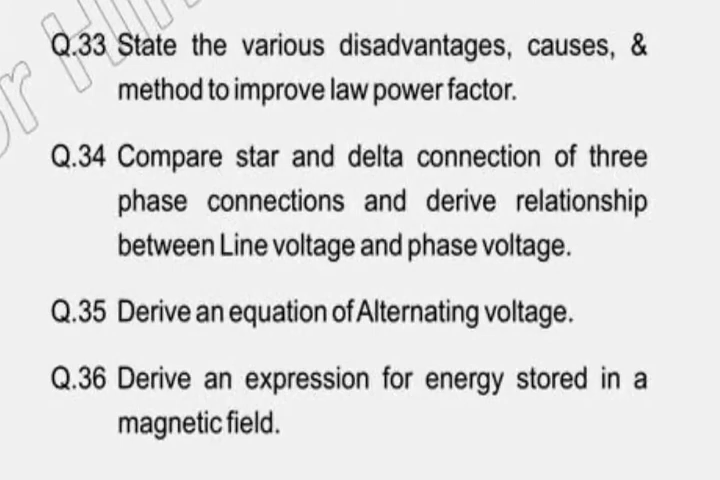 Q.33 State the various disadvantages, causes, &
method to improve law power factor.
Q.34 Compare star and delta connection of three
phase connections and derive relationship
between Line voltage and phase voltage.
Q.35 Derive an equation of Alternating voltage.
Q.36 Derive an expression for energy stored in a
magnetic field.